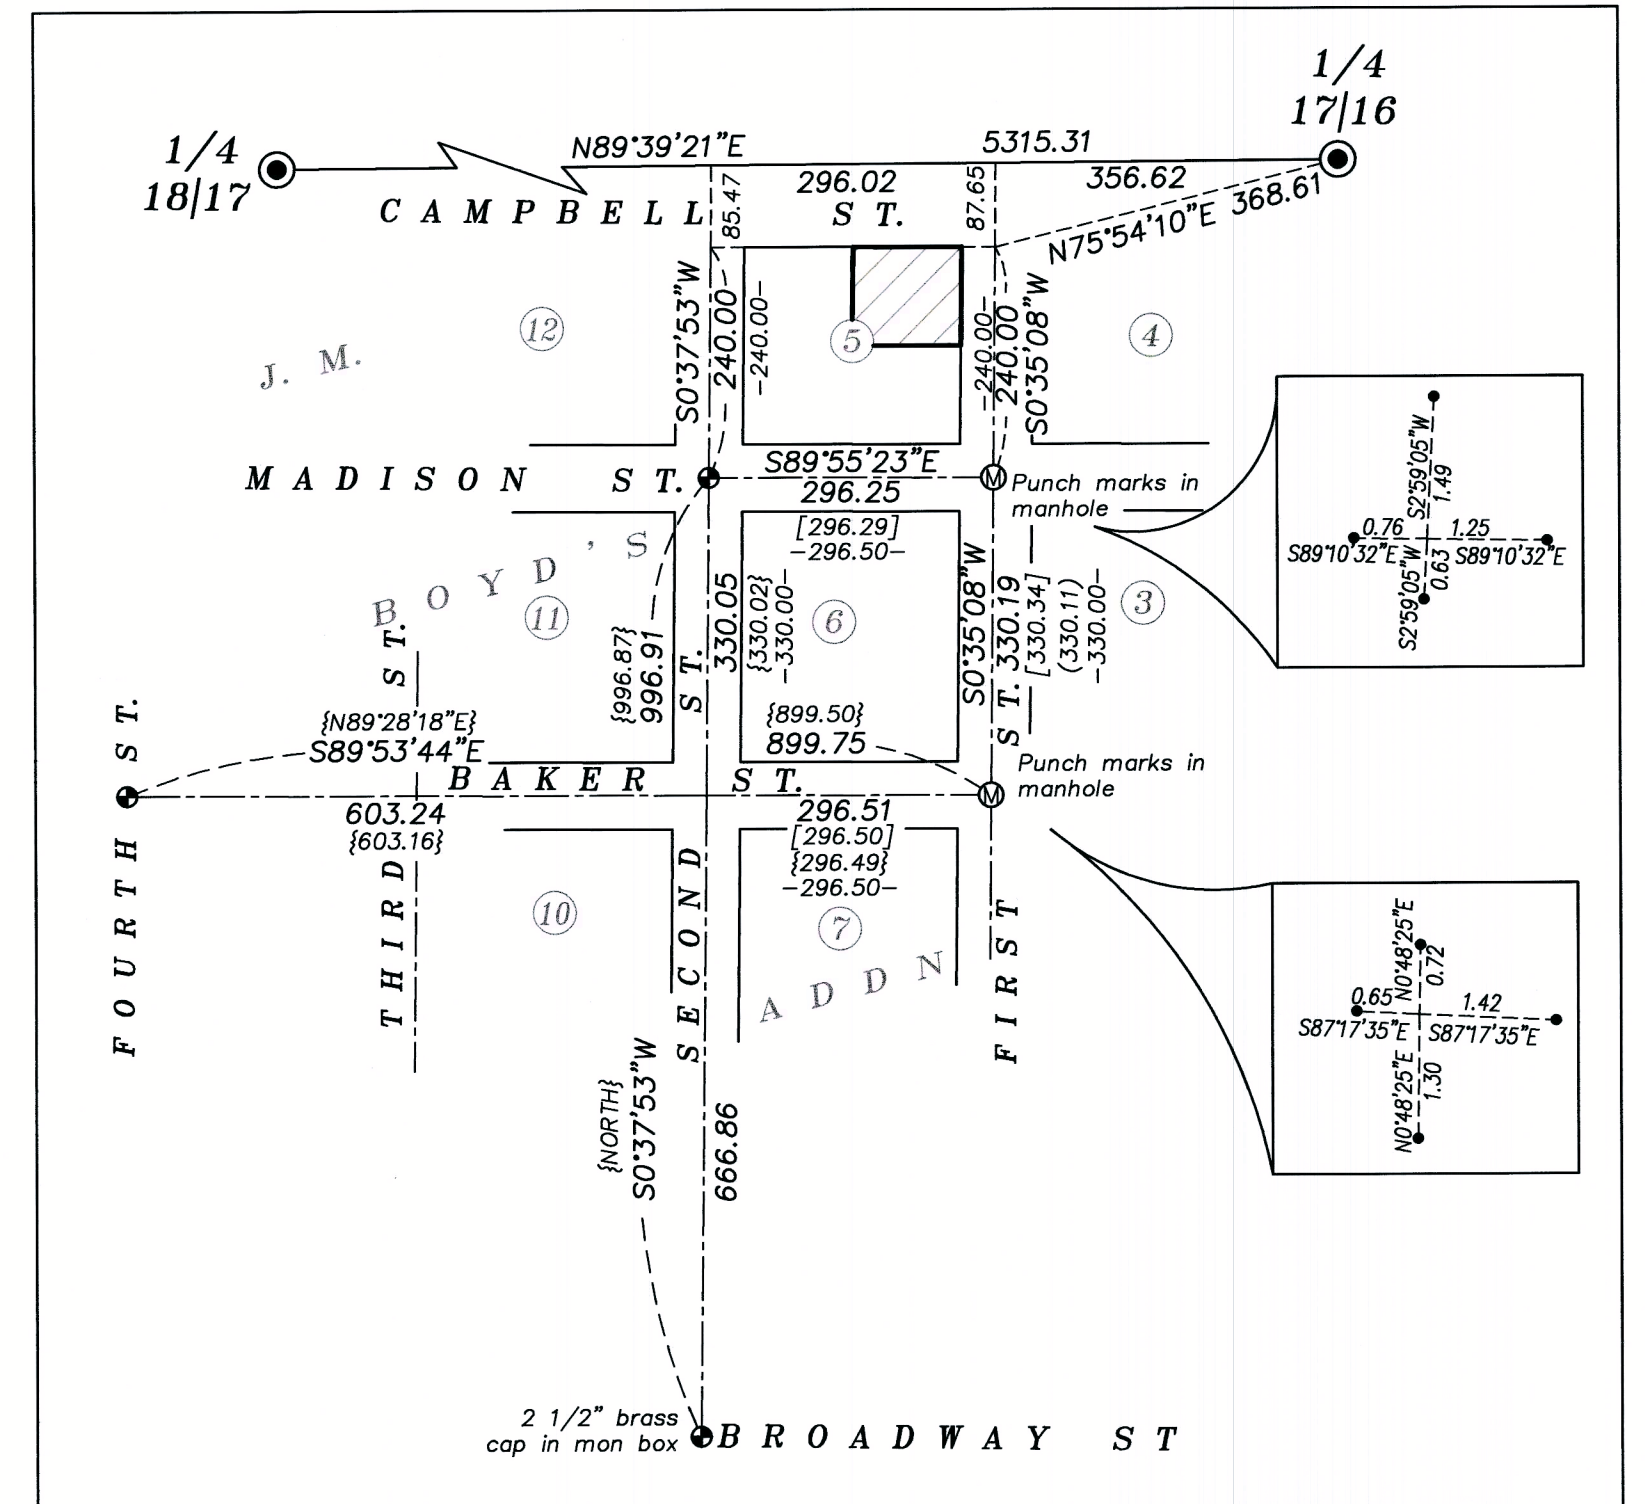 1/4
17|16
1/4
18|17
N89°39'21"E
5315.31
296.02
356.62
CAMPBELL ST.
85.47
87.65
N75°54'10"E 368.61
S0°37'53"W
240.00
-240.00-
-240.00-
240.00
S0°35'08"W
12
5
4
J. M.
MADISON ST.
S89°55'23"E
296.25
Punch marks in
manhole
[296.29]
-296.50-
BOYD'S
11
6
3
{996.87}
996.91
330.05
{330.02}
-330.00-
S0°35'08"W
330.19
[330.34]
(330.11)
-330.00-
S2°59'05"W
1.49
0.76
1.25
S89°10'32"E
S89°10'32"E
S2°59'05"W
0.63
{N89°28'18"E}
S89°53'44"E
{899.50}
899.75
BAKER ST.
Punch marks in
manhole
603.24
{603.16}
296.51
[296.50]
{296.49}
-296.50-
FOURTH ST.
THIRD ST.
SECOND ST.
FIRST ST.
10
7
ADDN
N0°48'25"E
0.72
0.65
1.42
S87°17'35"E
S87°17'35"E
N0°48'25"E
1.30
{NORTH}
S0°37'53"W
666.86
2 1/2" brass
cap in mon box
BROADWAY ST